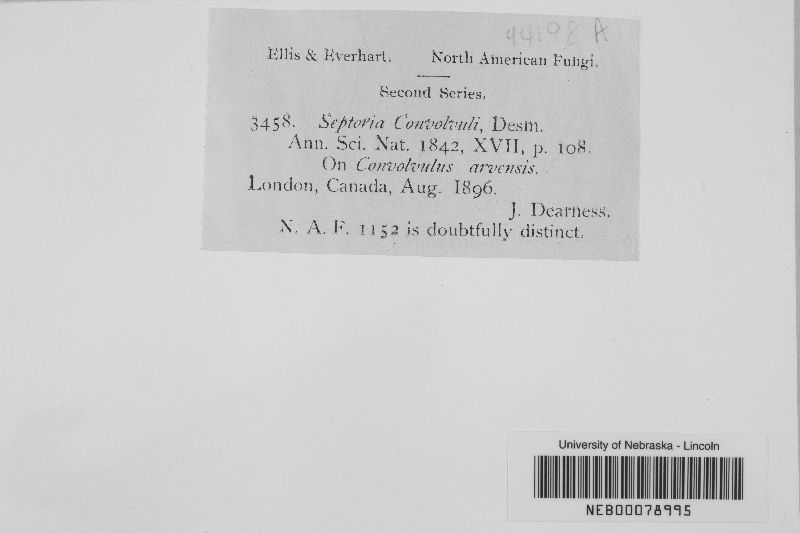 44198 A
Ellis & Everhart. North American Fungi.
Second Series.
3458. Septoria Convolvuli, Desm.
Ann. Sci. Nat. 1842, XVII, p. 108.
On Convolvulus arvensis.
London, Canada, Aug. 1896.
J. Dearness.
N. A. F. 1152 is doubtfully distinct.
University of Nebraska - Lincoln
NEB00078995